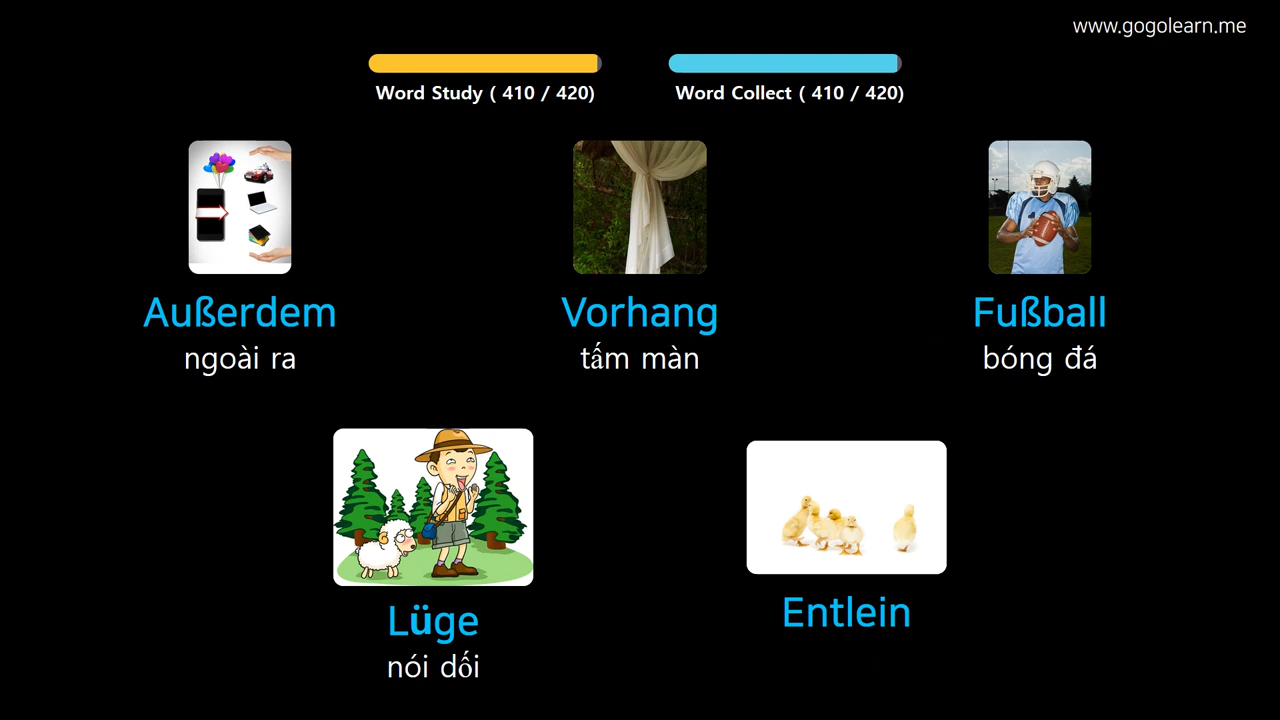 www.gogolearn.me
Word Study ( 410 / 420)
Word Collect ( 410 / 420)
Außerdem
ngoài ra
Vorhang
tấm màn
Fußball
bóng đá
Lüge
nói dối
Entlein